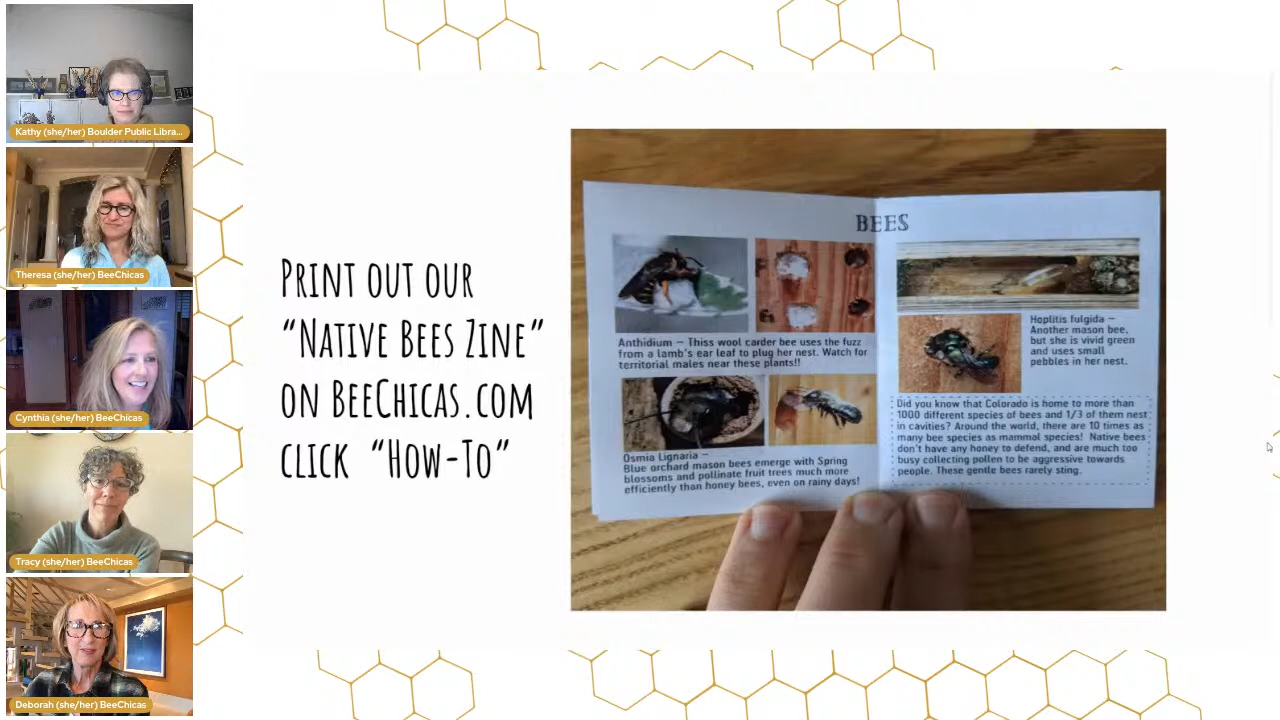 Kathy (she/her) Boulder Public Libra...
Theresa (she/her) BeeChicas
Cynthia (she/her) BeeChicas
Tracy (she/her) BeeChicas
Deborah (she/her) BeeChicas
PRINT OUT OUR
“NATIVE BEES ZINE”
ON BEECHICAS.COM
CLICK “HOW-TO”
BEES
Anthidium – Thiss wool carder bee uses the fuzz
from a lamb's ear leaf to plug her nest. Watch for
territorial males near these plants!!
Osmia Lignaria –
Blue orchard mason bees emerge with Spring
blossoms and pollinate fruit trees much more
efficiently than honey bees, even on rainy days!
Hoplitis fulgida –
Another mason bee,
but she is vivid green
and uses small
pebbles in her nest.
Did you know that Colorado is home to more than
1000 different species of bees and 1/3 of them nest
in cavities? Around the world, there are 10 times as
many bee species as mammal species! Native bees
don't have any honey to defend, and are much too
busy collecting pollen to be aggressive towards
people. These gentle bees rarely sting.